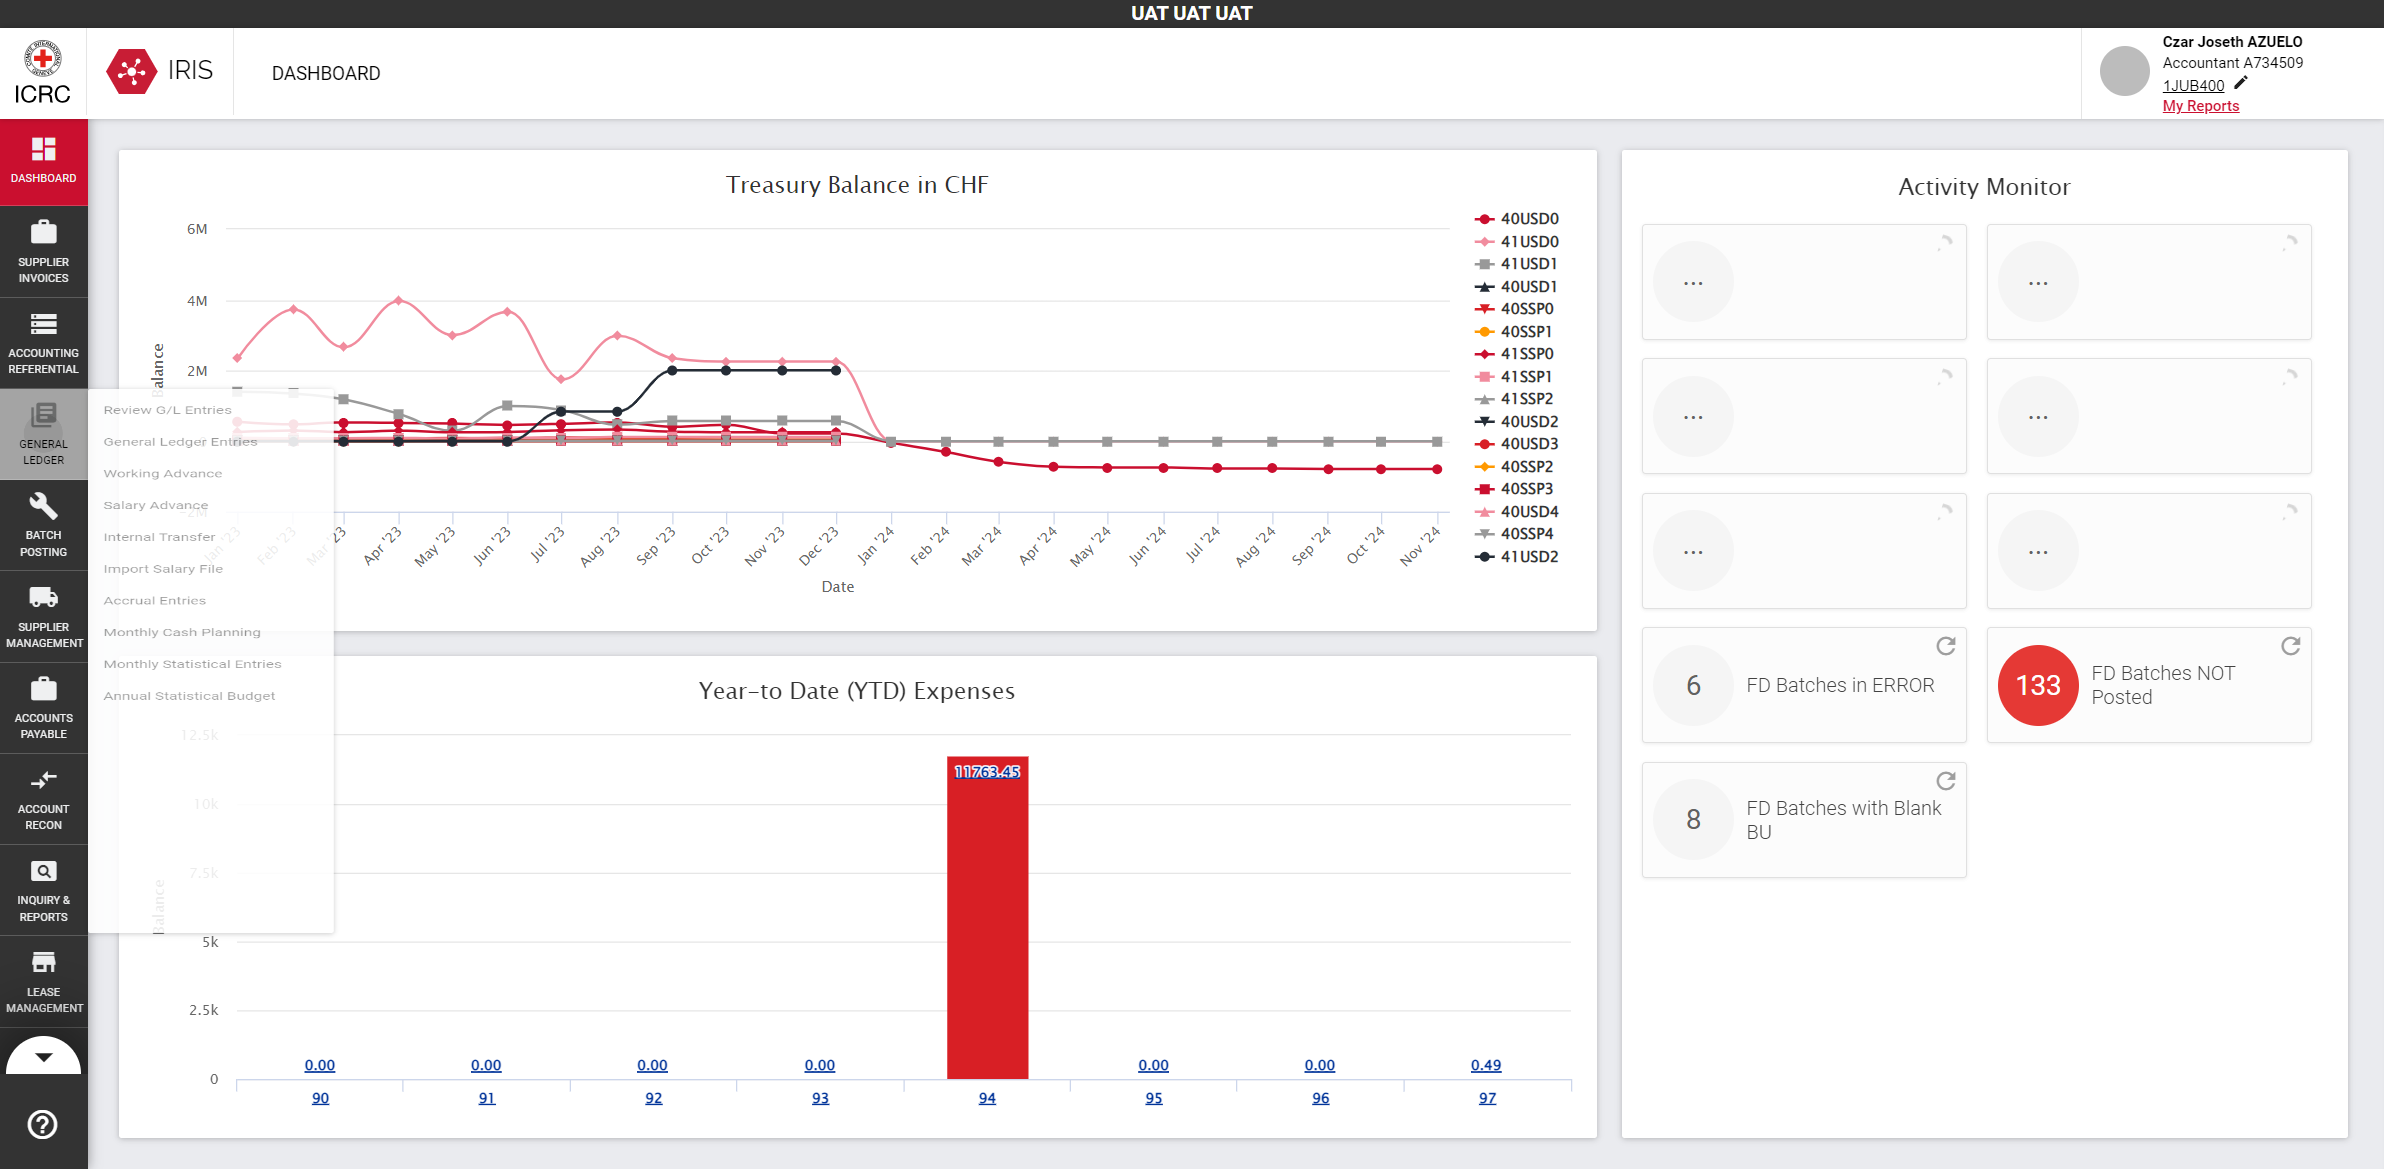 UAT UAT UAT
COMITE INTERNATIONAL GENEVE
ICRC
IRIS
DASHBOARD
Czar Joseth AZUELO
Accountant A734509
1JUB400
My Reports
DASHBOARD
SUPPLIER
INVOICES
ACCOUNTING
REFERENTIAL
GENERAL
LEDGER
BATCH
POSTING
SUPPLIER
MANAGEMENT
ACCOUNTS
PAYABLE
ACCOUNT
RECON
INQUIRY &
REPORTS
LEASE
MANAGEMENT
Review G/L Entries
General Ledger Entries
Working Advance
Salary Advance
Internal Transfer
Import Salary File
Accrual Entries
Monthly Cash Planning
Monthly Statistical Entries
Annual Statistical Budget
Treasury Balance in CHF
6M
4M
2M
-2M
Balance
Jan '23
Feb '23
Mar '23
Apr '23
May '23
Jun '23
Jul '23
Aug '23
Sep '23
Oct '23
Nov '23
Dec '23
Jan '24
Feb '24
Mar '24
Apr '24
May '24
Jun '24
Jul '24
Aug '24
Sep '24
Oct '24
Nov '24
Date
40USD0
41USD0
41USD1
40USD1
40SSP0
40SSP1
41SSP0
41SSP1
41SSP2
40USD2
40USD3
40SSP2
40SSP3
40USD4
40SSP4
41USD2
Year-to Date (YTD) Expenses
12.5k
10k
7.5k
5k
2.5k
0
Balance
0.00
0.00
0.00
0.00
11763.45
0.00
0.00
0.49
90
91
92
93
94
95
96
97
Activity Monitor
...
...
...
...
...
...
6
FD Batches in ERROR
133
FD Batches NOT
Posted
8
FD Batches with Blank
BU